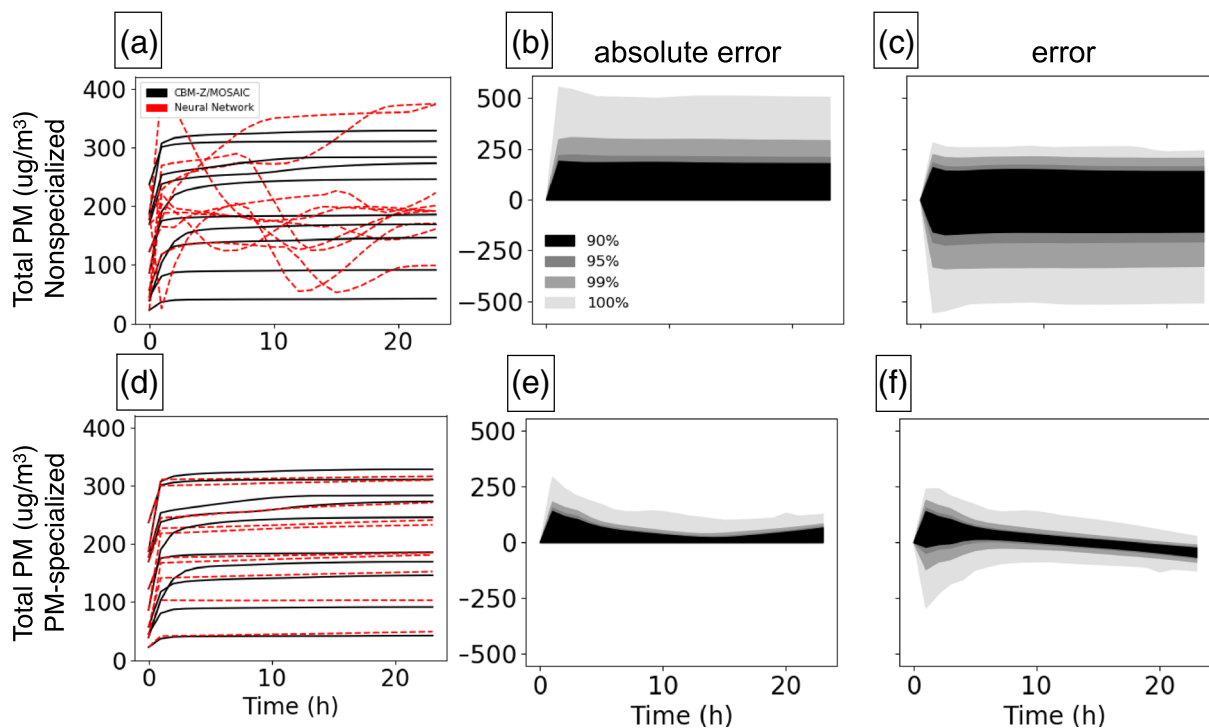 (a)
(b)
absolute error
(c)
error
Total PM (ug/m³)
Nonspecialized
400
300
200
100
0
CBM-Z/MOSAIC
Neural Network
0
10
20
500
250
0
−250
−500
90%
95%
99%
100%
(d)
(e)
(f)
Total PM (ug/m³)
PM-specialized
400
300
200
100
0
0
10
20
Time (h)
500
250
0
-250
-500
0
10
20
Time (h)
0
10
20
Time (h)